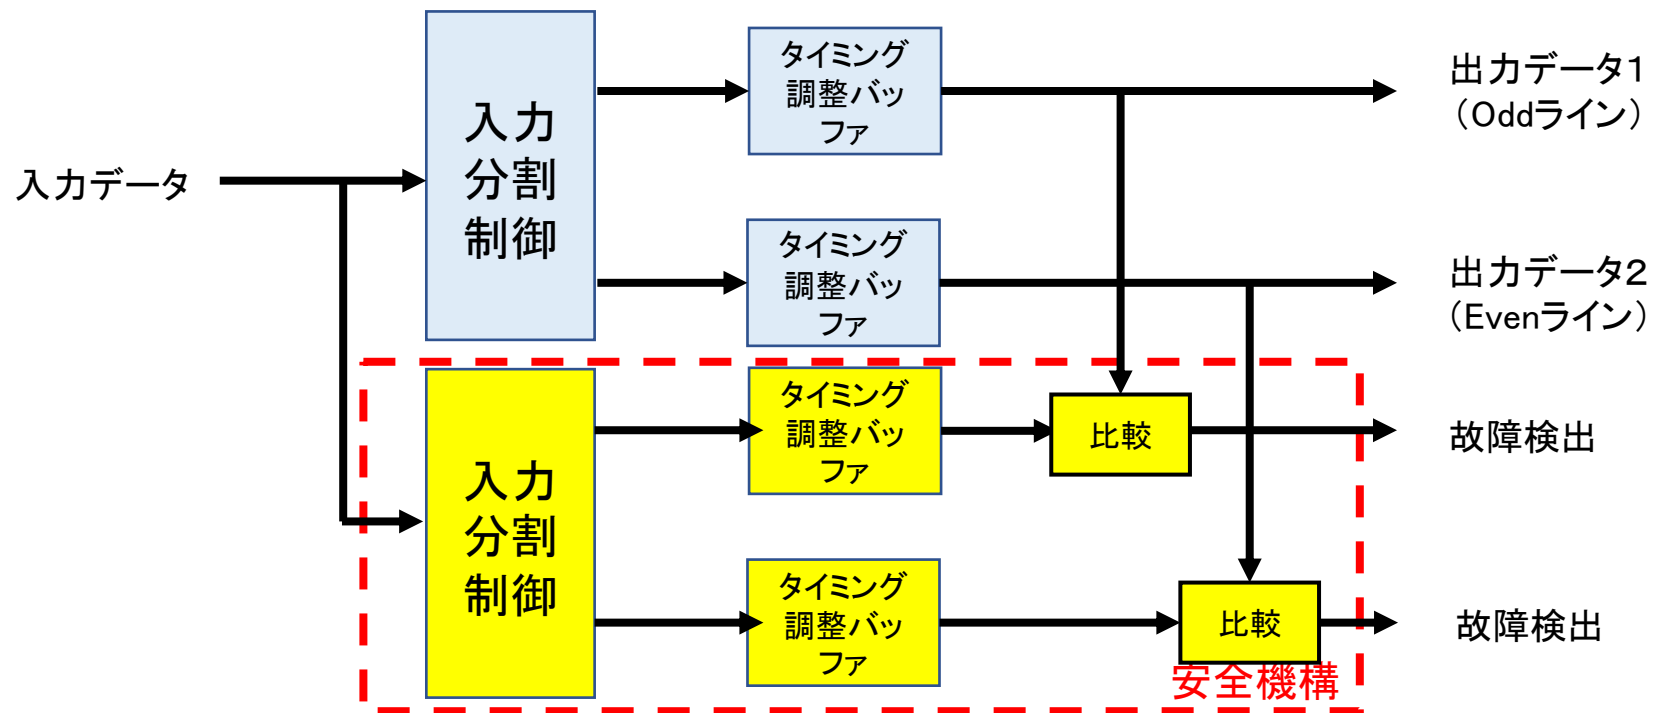 入力データ
入力
分割
制御
タイミング
調整バッ
ファ
出力データ1
（Oddライン）
タイミング
調整バッ
ファ
出力データ2
（Evenライン）
入力
分割
制御
タイミング
調整バッ
ファ
比較
故障検出
タイミング
調整バッ
ファ
比較
故障検出
安全機構